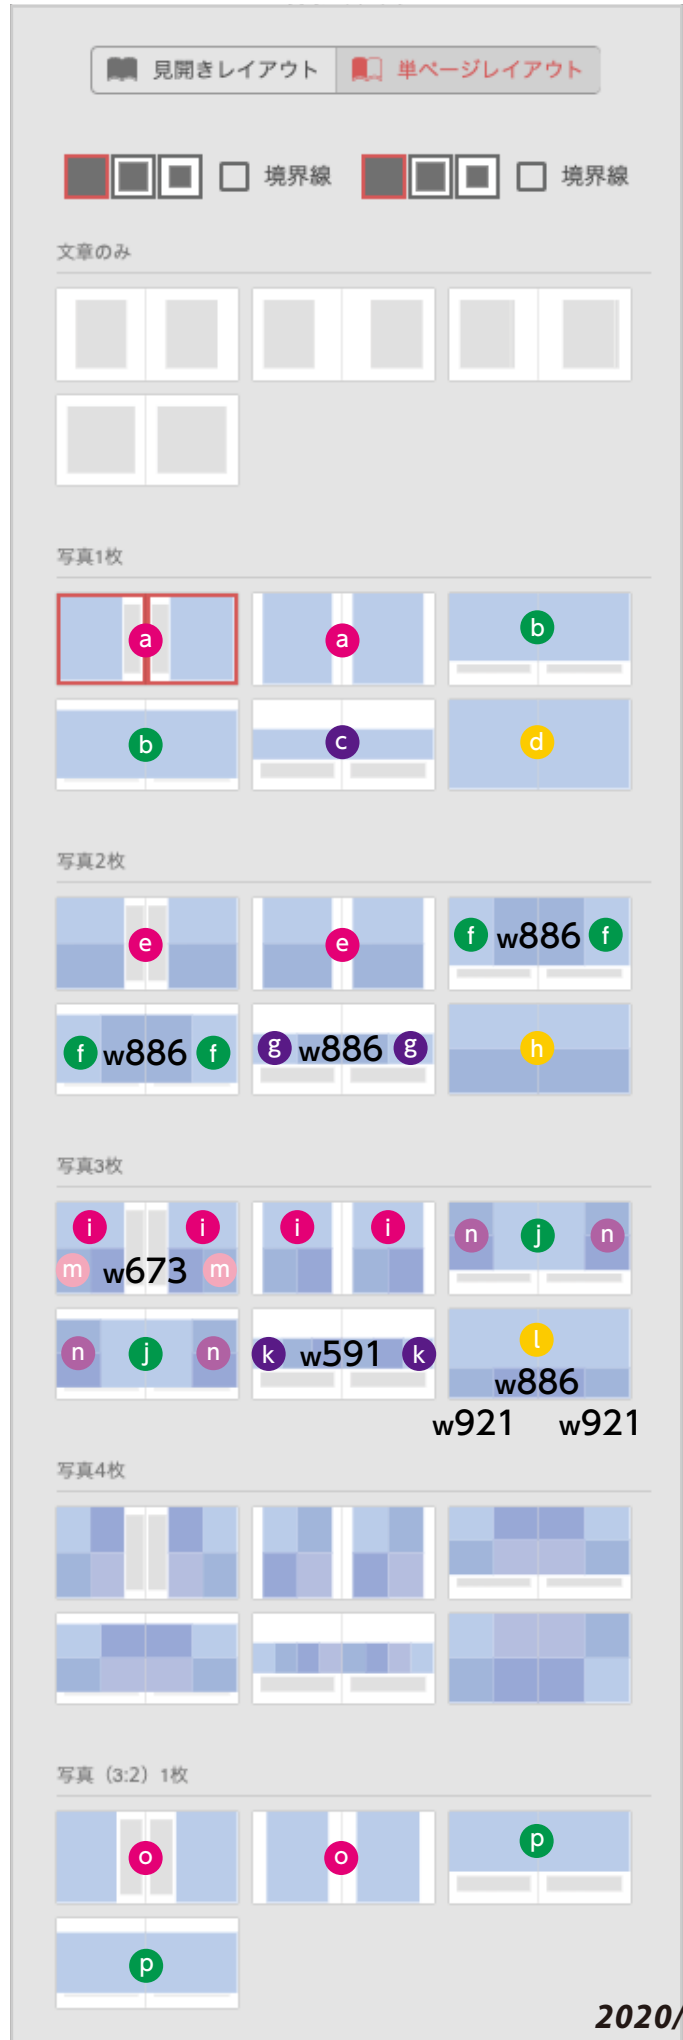 見開きレイアウト 単ページレイアウト
境界線 境界線
文章のみ
写真1枚
a a b
b c d
写真2枚
e e f w886 f
f w886 f g w886 g h
写真3枚
i i i i n j n
m w673 m
n j n k w591 k l
w886
w921 w921
写真4枚
写真（3:2）1枚
o o p
p
2020/